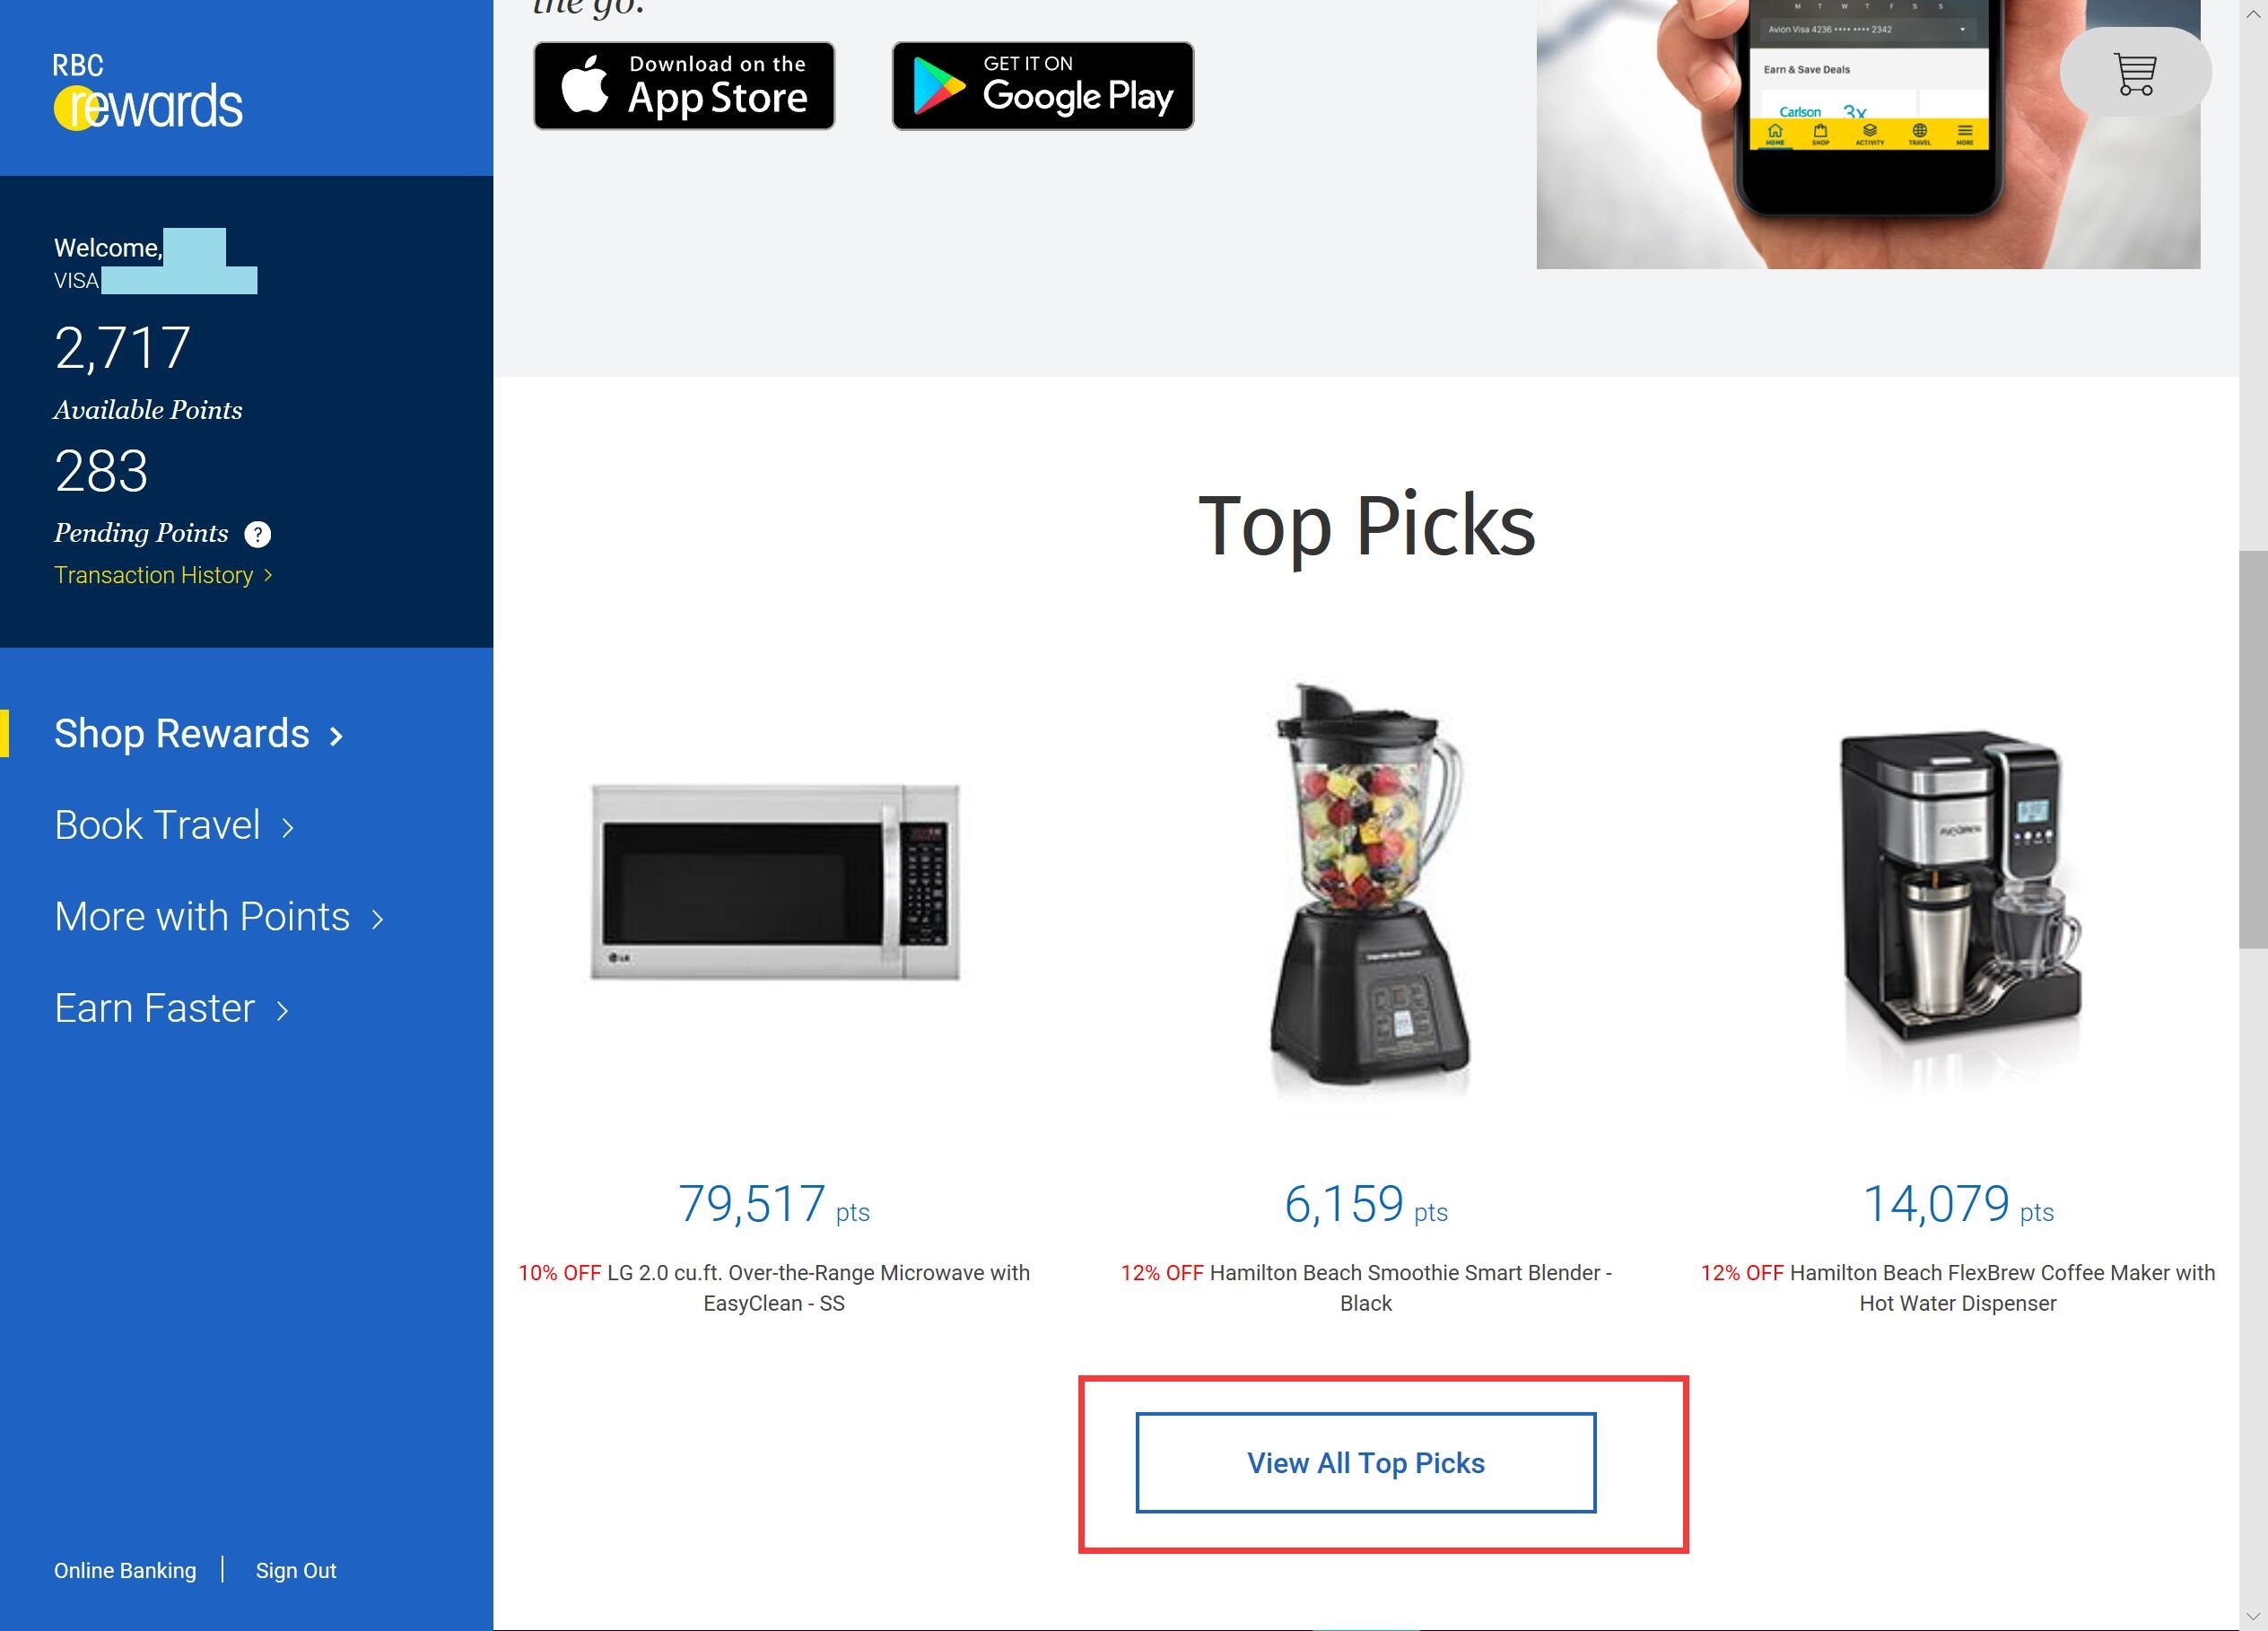 RBC
rewards
Welcome,
VISA
2,717
Available Points
283
Pending Points ?
Transaction History >
Shop Rewards >
Book Travel >
More with Points >
Earn Faster >
Online Banking | Sign Out
the go.
Download on the
App Store
GET IT ON
Google Play
M T W T F S S
Avion Visa 4236 •••• •••• 2342
Earn & Save Deals
Carlson 3x
HOME SHOP ACTIVITY TRAVEL MORE
Top Picks
LG
79,517 pts
10% OFF LG 2.0 cu.ft. Over-the-Range Microwave with
EasyClean - SS
6,159 pts
12% OFF Hamilton Beach Smoothie Smart Blender -
Black
14,079 pts
12% OFF Hamilton Beach FlexBrew Coffee Maker with
Hot Water Dispenser
View All Top Picks